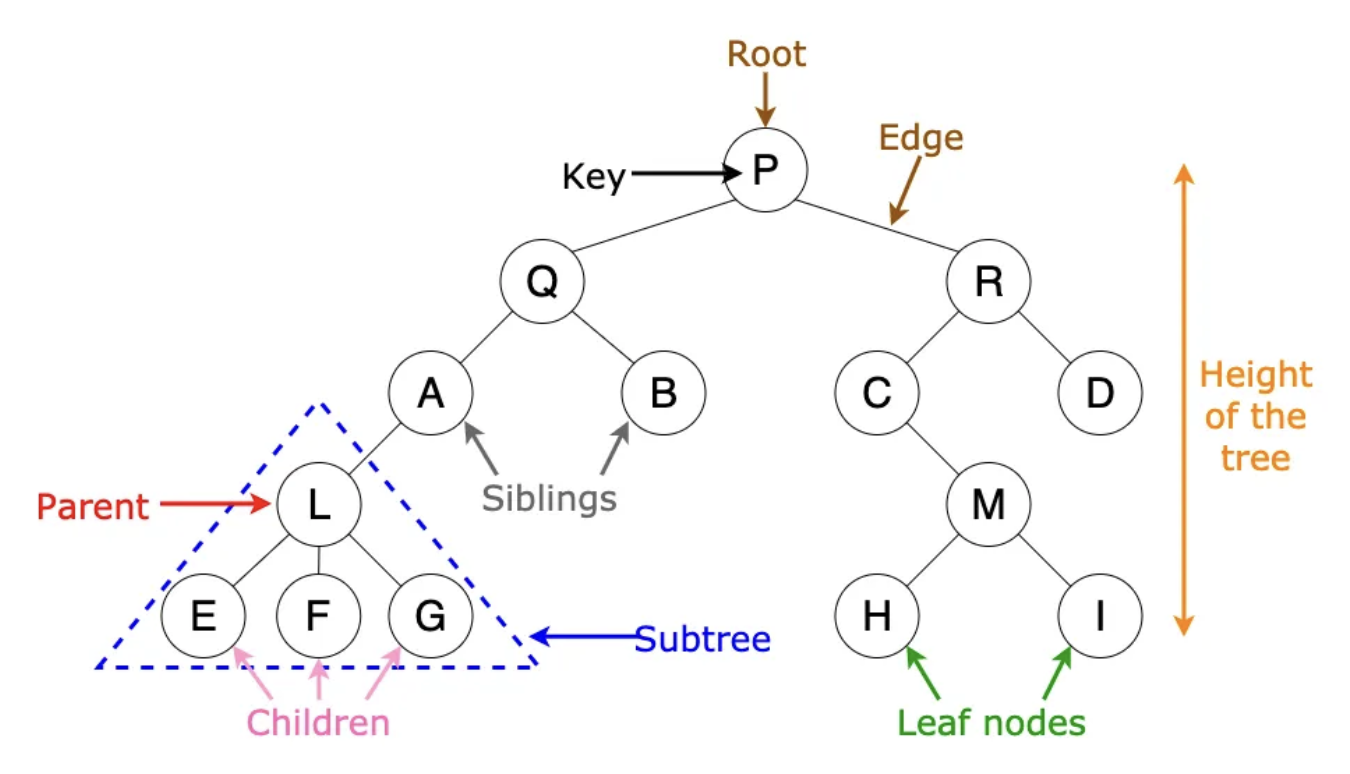 Root
Edge
Key
P
Q
R
A
B
C
D
Height
of the
tree
Siblings
Parent
L
M
E
F
G
H
I
Subtree
Children
Leaf nodes